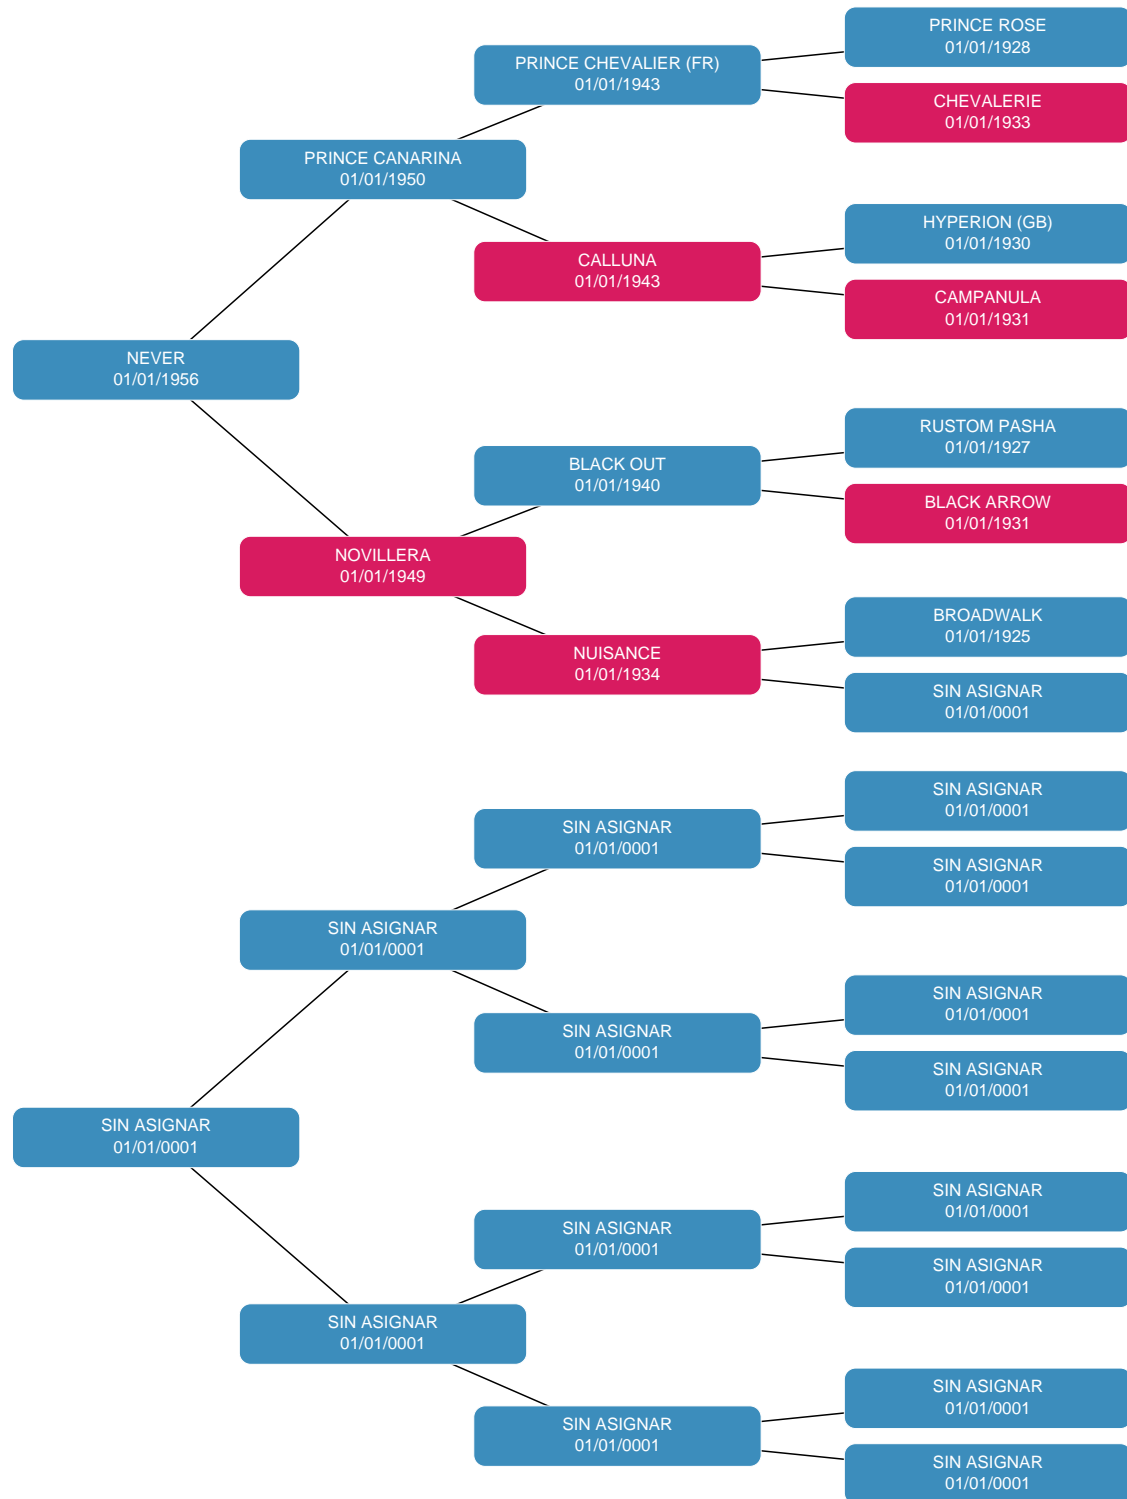 PRINCE ROSE
01/01/1928
PRINCE CHEVALIER (FR)
01/01/1943
CHEVALERIE
01/01/1933
PRINCE CANARINA
01/01/1950
HYPERION (GB)
01/01/1930
CALLUNA
01/01/1943
CAMPANULA
01/01/1931
NEVER
01/01/1956
RUSTOM PASHA
01/01/1927
BLACK OUT
01/01/1940
BLACK ARROW
01/01/1931
NOVILLERA
01/01/1949
BROADWALK
01/01/1925
NUISANCE
01/01/1934
SIN ASIGNAR
01/01/0001
SIN ASIGNAR
01/01/0001
SIN ASIGNAR
01/01/0001
SIN ASIGNAR
01/01/0001
SIN ASIGNAR
01/01/0001
SIN ASIGNAR
01/01/0001
SIN ASIGNAR
01/01/0001
SIN ASIGNAR
01/01/0001
SIN ASIGNAR
01/01/0001
SIN ASIGNAR
01/01/0001
SIN ASIGNAR
01/01/0001
SIN ASIGNAR
01/01/0001
SIN ASIGNAR
01/01/0001
SIN ASIGNAR
01/01/0001
SIN ASIGNAR
01/01/0001
SIN ASIGNAR
01/01/0001